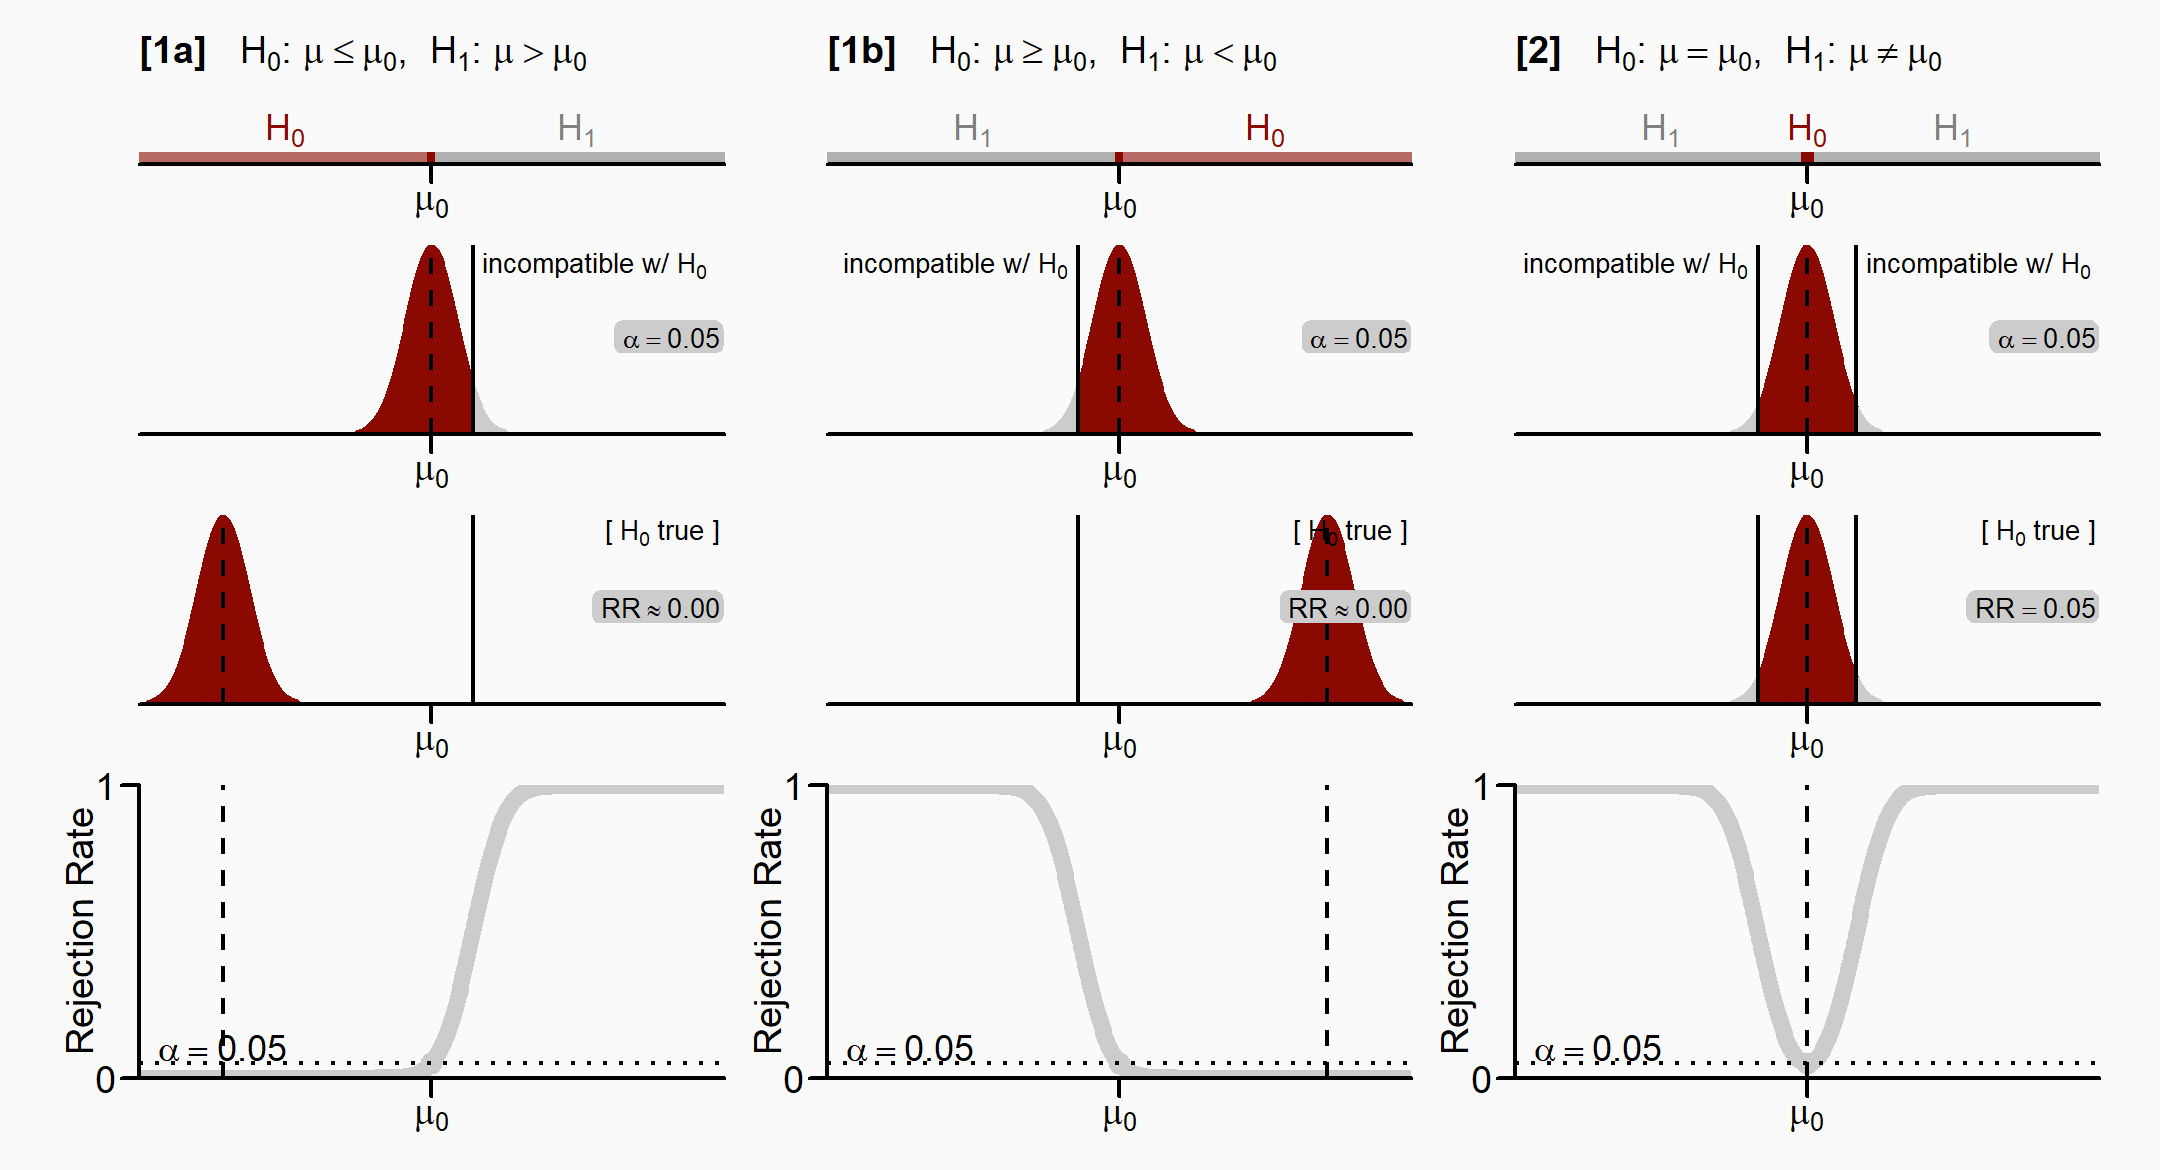 [1a] H₀: μ ≤ μ₀, H₁: μ > μ₀
H₀ H₁
μ₀
incompatible w/ H₀
α = 0.05
μ₀
[ H₀ true ]
RR ≈ 0.00
μ₀
Rejection Rate
1
0
α = 0.05
μ₀
[1b] H₀: μ ≥ μ₀, H₁: μ < μ₀
H₁ H₀
μ₀
incompatible w/ H₀
α = 0.05
μ₀
[ H₀ true ]
RR ≈ 0.00
μ₀
Rejection Rate
1
0
α = 0.05
μ₀
[2] H₀: μ = μ₀, H₁: μ ≠ μ₀
H₁ H₀ H₁
μ₀
incompatible w/ H₀ incompatible w/ H₀
α = 0.05
μ₀
[ H₀ true ]
RR = 0.05
μ₀
Rejection Rate
1
0
α = 0.05
μ₀